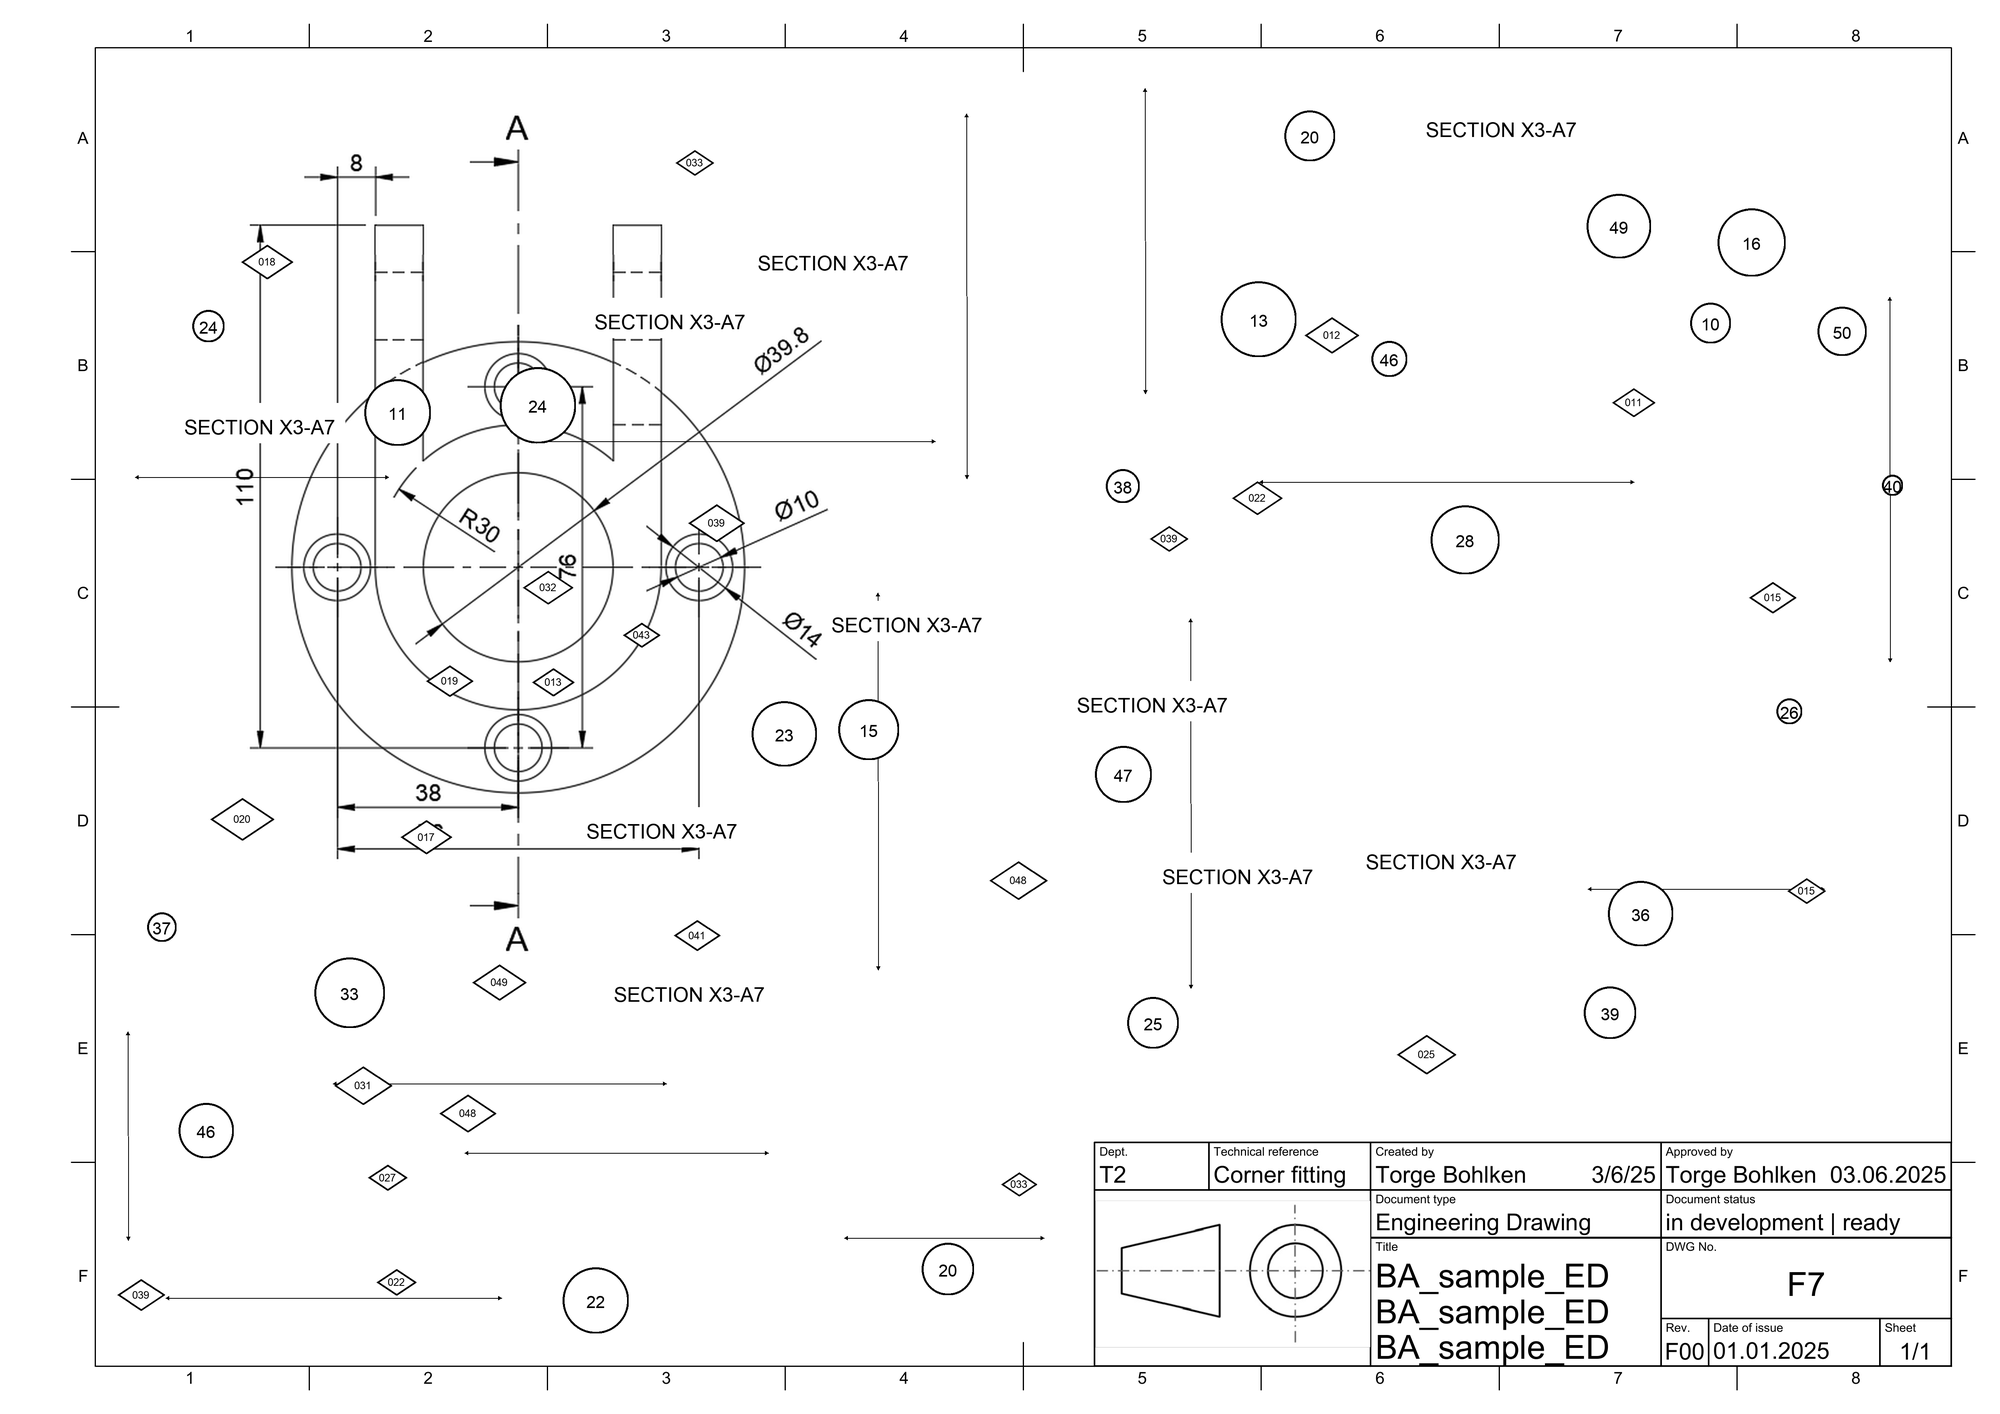 1 2 3 4 5 6 7 8
A A
A
20
SECTION X3-A7
8
033
49
16
018
SECTION X3-A7
24
SECTION X3-A7
13
012
10
50
B B
Ø39.8
46
11
24
011
SECTION X3-A7
110
38
022
40
R30
Ø10
039
039
28
76
032
C C
015
Ø14
SECTION X3-A7
043
019
013
SECTION X3-A7
26
23
15
47
38
020
017
SECTION X3-A7
D D
SECTION X3-A7
SECTION X3-A7
048
015
37
36
041
A
049
33
SECTION X3-A7
25
39
E E
025
031
048
46
027
033
20
F F
022
039
22
Dept.
T2
Technical reference
Corner fitting
Created by
Torge Bohlken 3/6/25
Approved by
Torge Bohlken 03.06.2025
Document type
Engineering Drawing
Document status
in development | ready
Title
BA_sample_ED
BA_sample_ED
BA_sample_ED
DWG No.
F7
Rev.
F00
Date of issue
01.01.2025
Sheet
1/1
1 2 3 4 5 6 7 8